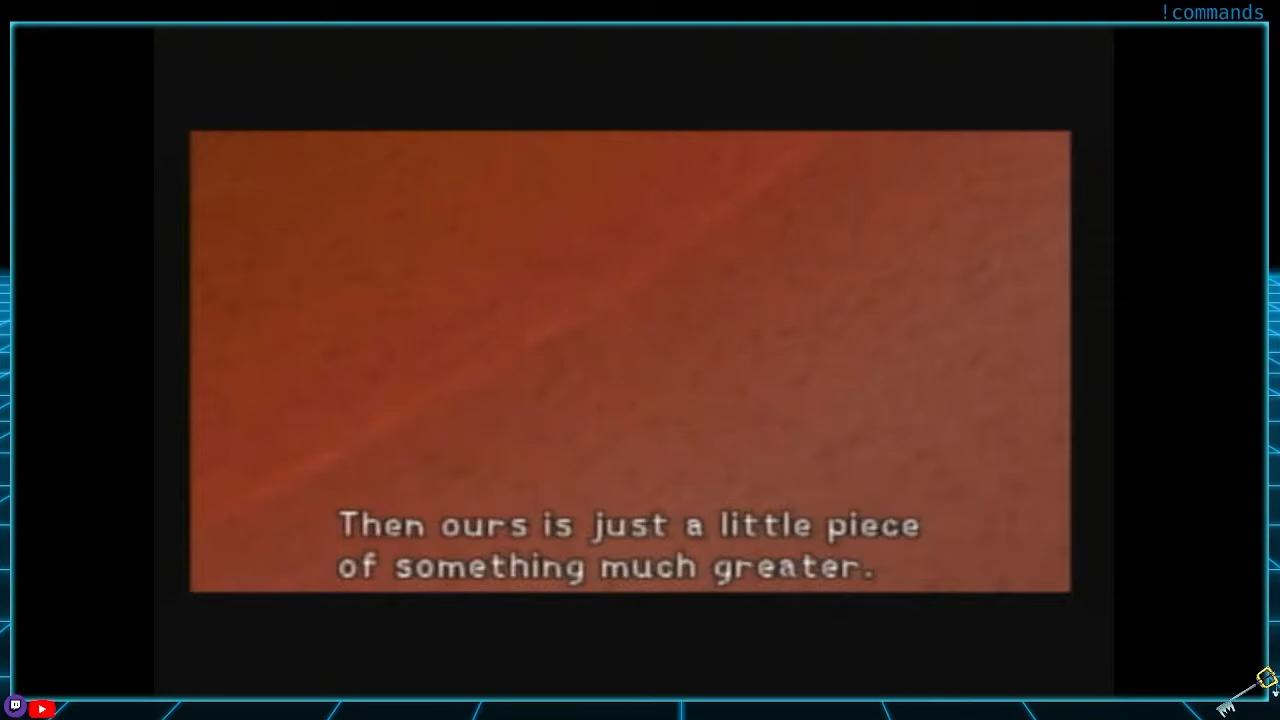 !commands
Then ours is just a little piece
of something much greater.